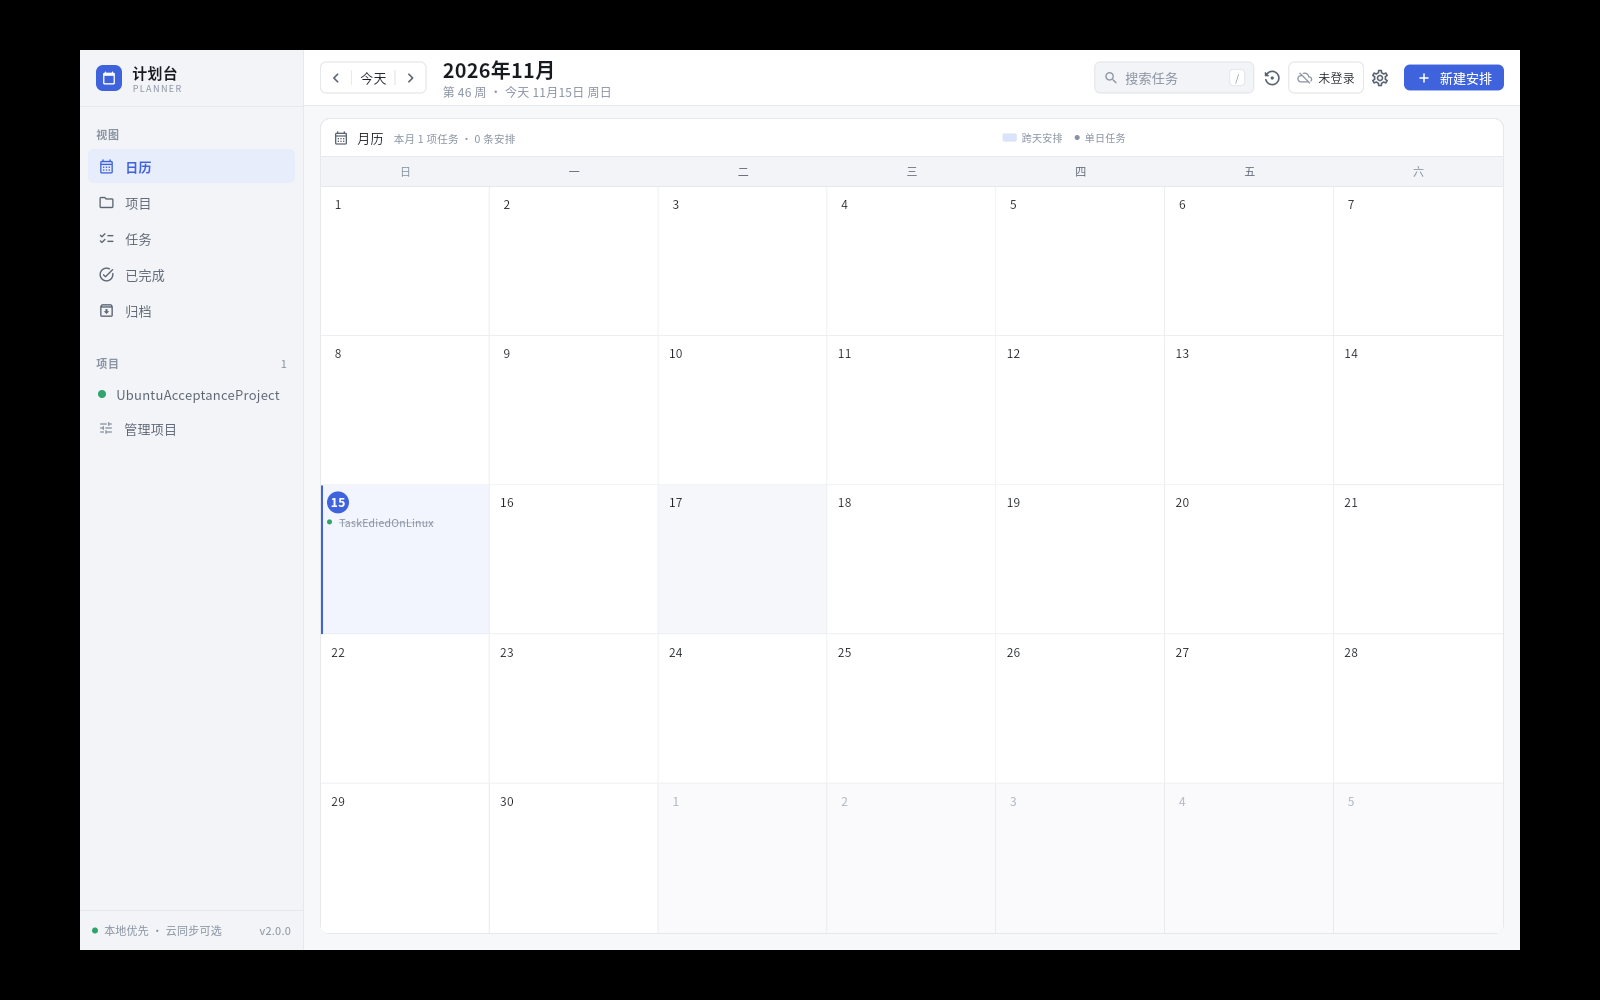 计划台
PLANNER
视图
日历
项目
任务
已完成
归档
项目 1
UbuntuAcceptanceProject
管理项目
本地优先 · 云同步可选 v2.0.0
今天
2026年11月
第 46 周 · 今天 11月15日 周日
搜索任务 /
未登录
新建安排
月历 本月 1 项任务 · 0 条安排
跨天安排 单日任务
日 一 二 三 四 五 六
1 2 3 4 5 6 7
8 9 10 11 12 13 14
15 16 17 18 19 20 21
TaskEdiedOnLinux
22 23 24 25 26 27 28
29 30 1 2 3 4 5